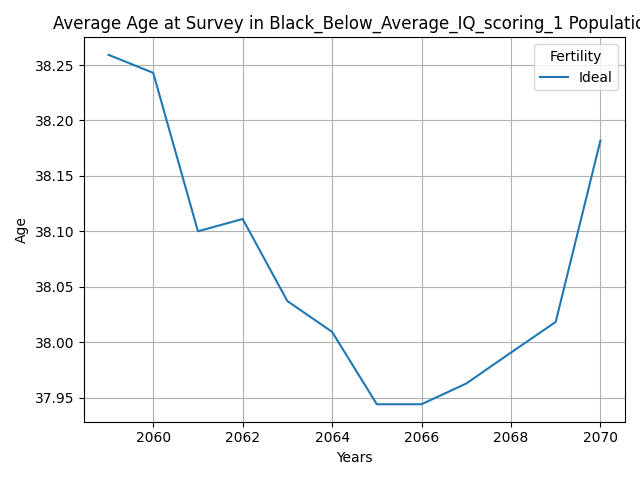 Average Age at Survey in Black_Below_Average_IQ_scoring_1 Populatio
Fertility
Ideal
Age
38.25
38.20
38.15
38.10
38.05
38.00
37.95
2060 2062 2064 2066 2068 2070
Years